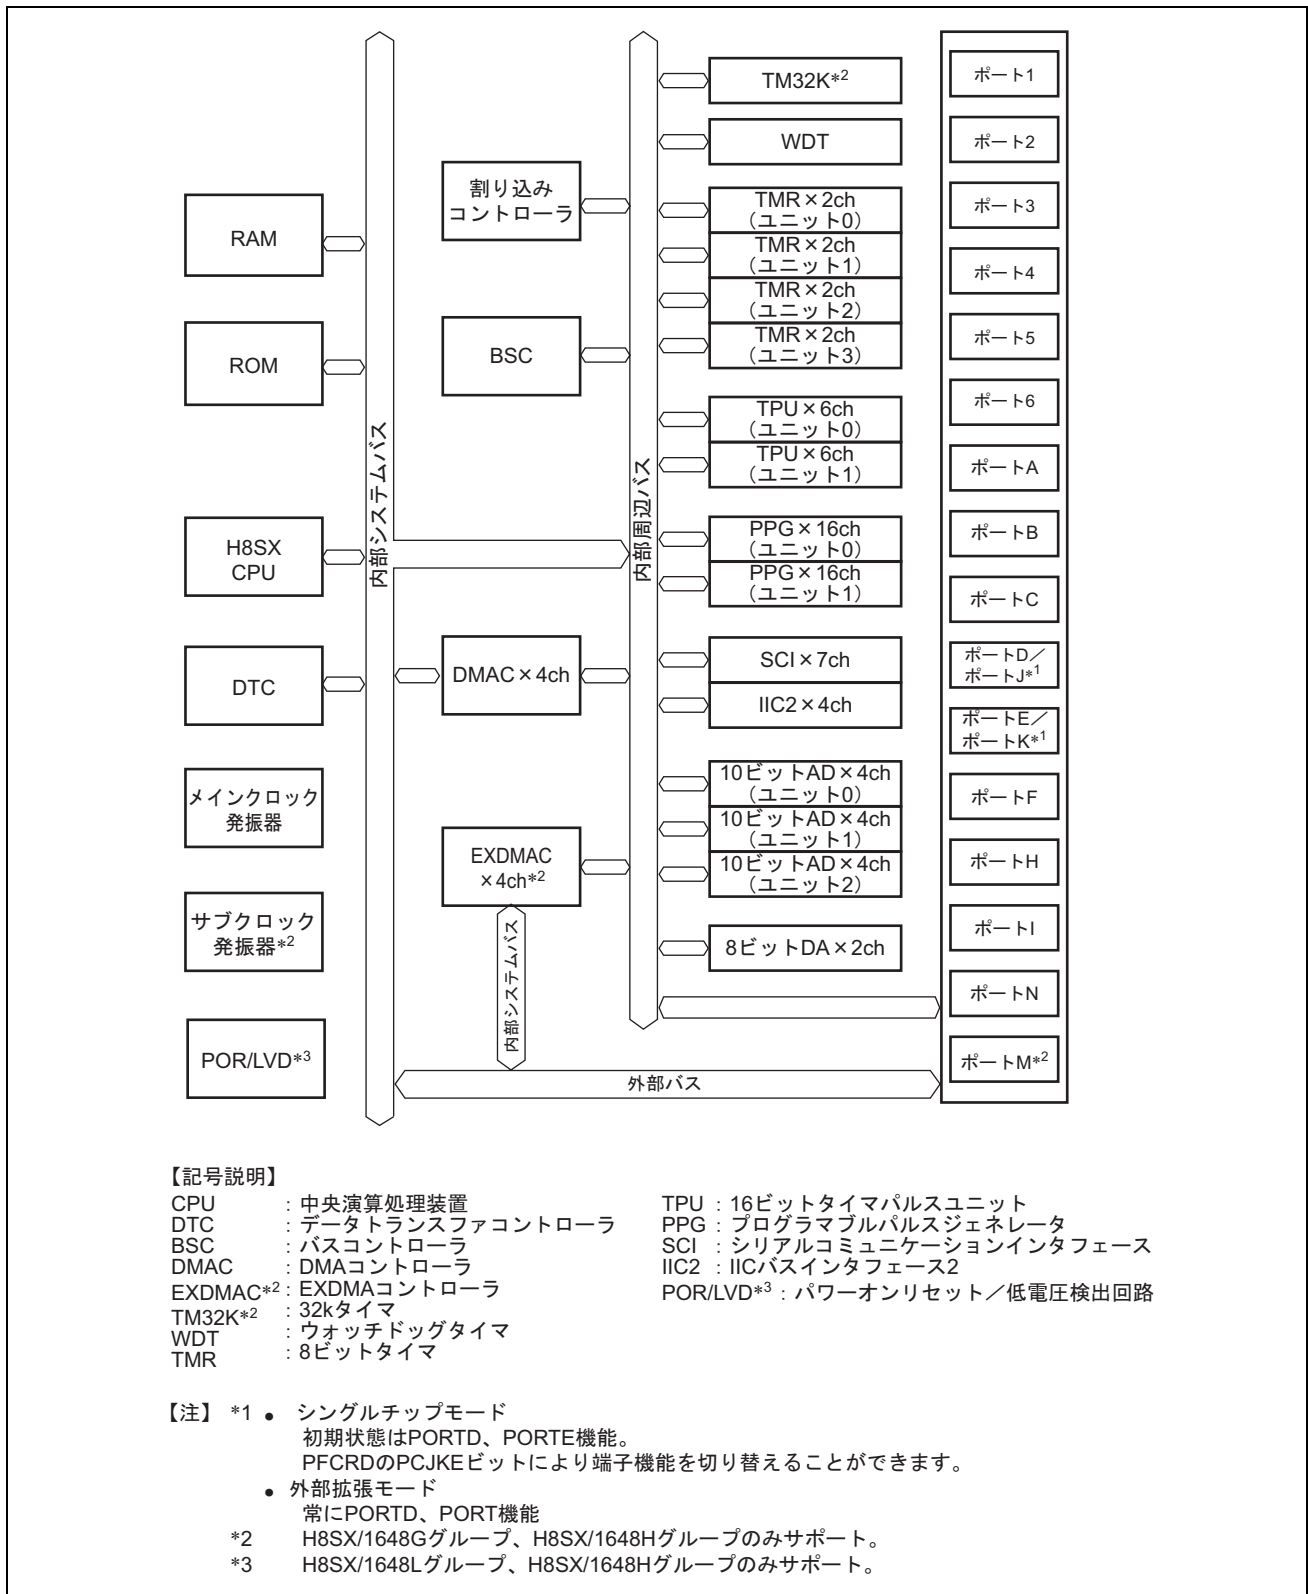 RAM
ROM
H8SX
CPU
DTC
メインクロック
発振器
サブクロック
発振器*2
POR/LVD*3
内部システムバス
割り込み
コントローラ
BSC
DMAC×4ch
EXDMAC
×4ch*2
内部システムバス
内部周辺バス
外部バス
TM32K*2
WDT
TMR×2ch
（ユニット0）
TMR×2ch
（ユニット1）
TMR×2ch
（ユニット2）
TMR×2ch
（ユニット3）
TPU×6ch
（ユニット0）
TPU×6ch
（ユニット1）
PPG×16ch
（ユニット0）
PPG×16ch
（ユニット1）
SCI×7ch
IIC2×4ch
10ビットAD×4ch
（ユニット0）
10ビットAD×4ch
（ユニット1）
10ビットAD×4ch
（ユニット2）
8ビットDA×2ch
ポート1
ポート2
ポート3
ポート4
ポート5
ポート6
ポートA
ポートB
ポートC
ポートD／
ポートJ*1
ポートE／
ポートK*1
ポートF
ポートH
ポートI
ポートN
ポートM*2
【記号説明】
CPU : 中央演算処理装置
DTC : データトランスファコントローラ
BSC : バスコントローラ
DMAC : DMAコントローラ
EXDMAC*2 : EXDMAコントローラ
TM32K*2 : 32kタイマ
WDT : ウォッチドッグタイマ
TMR : 8ビットタイマ
TPU : 16ビットタイマパルスユニット
PPG : プログラマブルパルスジェネレータ
SCI : シリアルコミュニケーションインタフェース
IIC2 : IICバスインタフェース2
POR/LVD*3 : パワーオンリセット／低電圧検出回路
【注】 *1 ● シングルチップモード
初期状態はPORTD、PORTE機能。
PFCRDのPCJKEビットにより端子機能を切り替えることができます。
● 外部拡張モード
常にPORTD、PORT機能
*2 H8SX/1648Gグループ、H8SX/1648Hグループのみサポート。
*3 H8SX/1648Lグループ、H8SX/1648Hグループのみサポート。